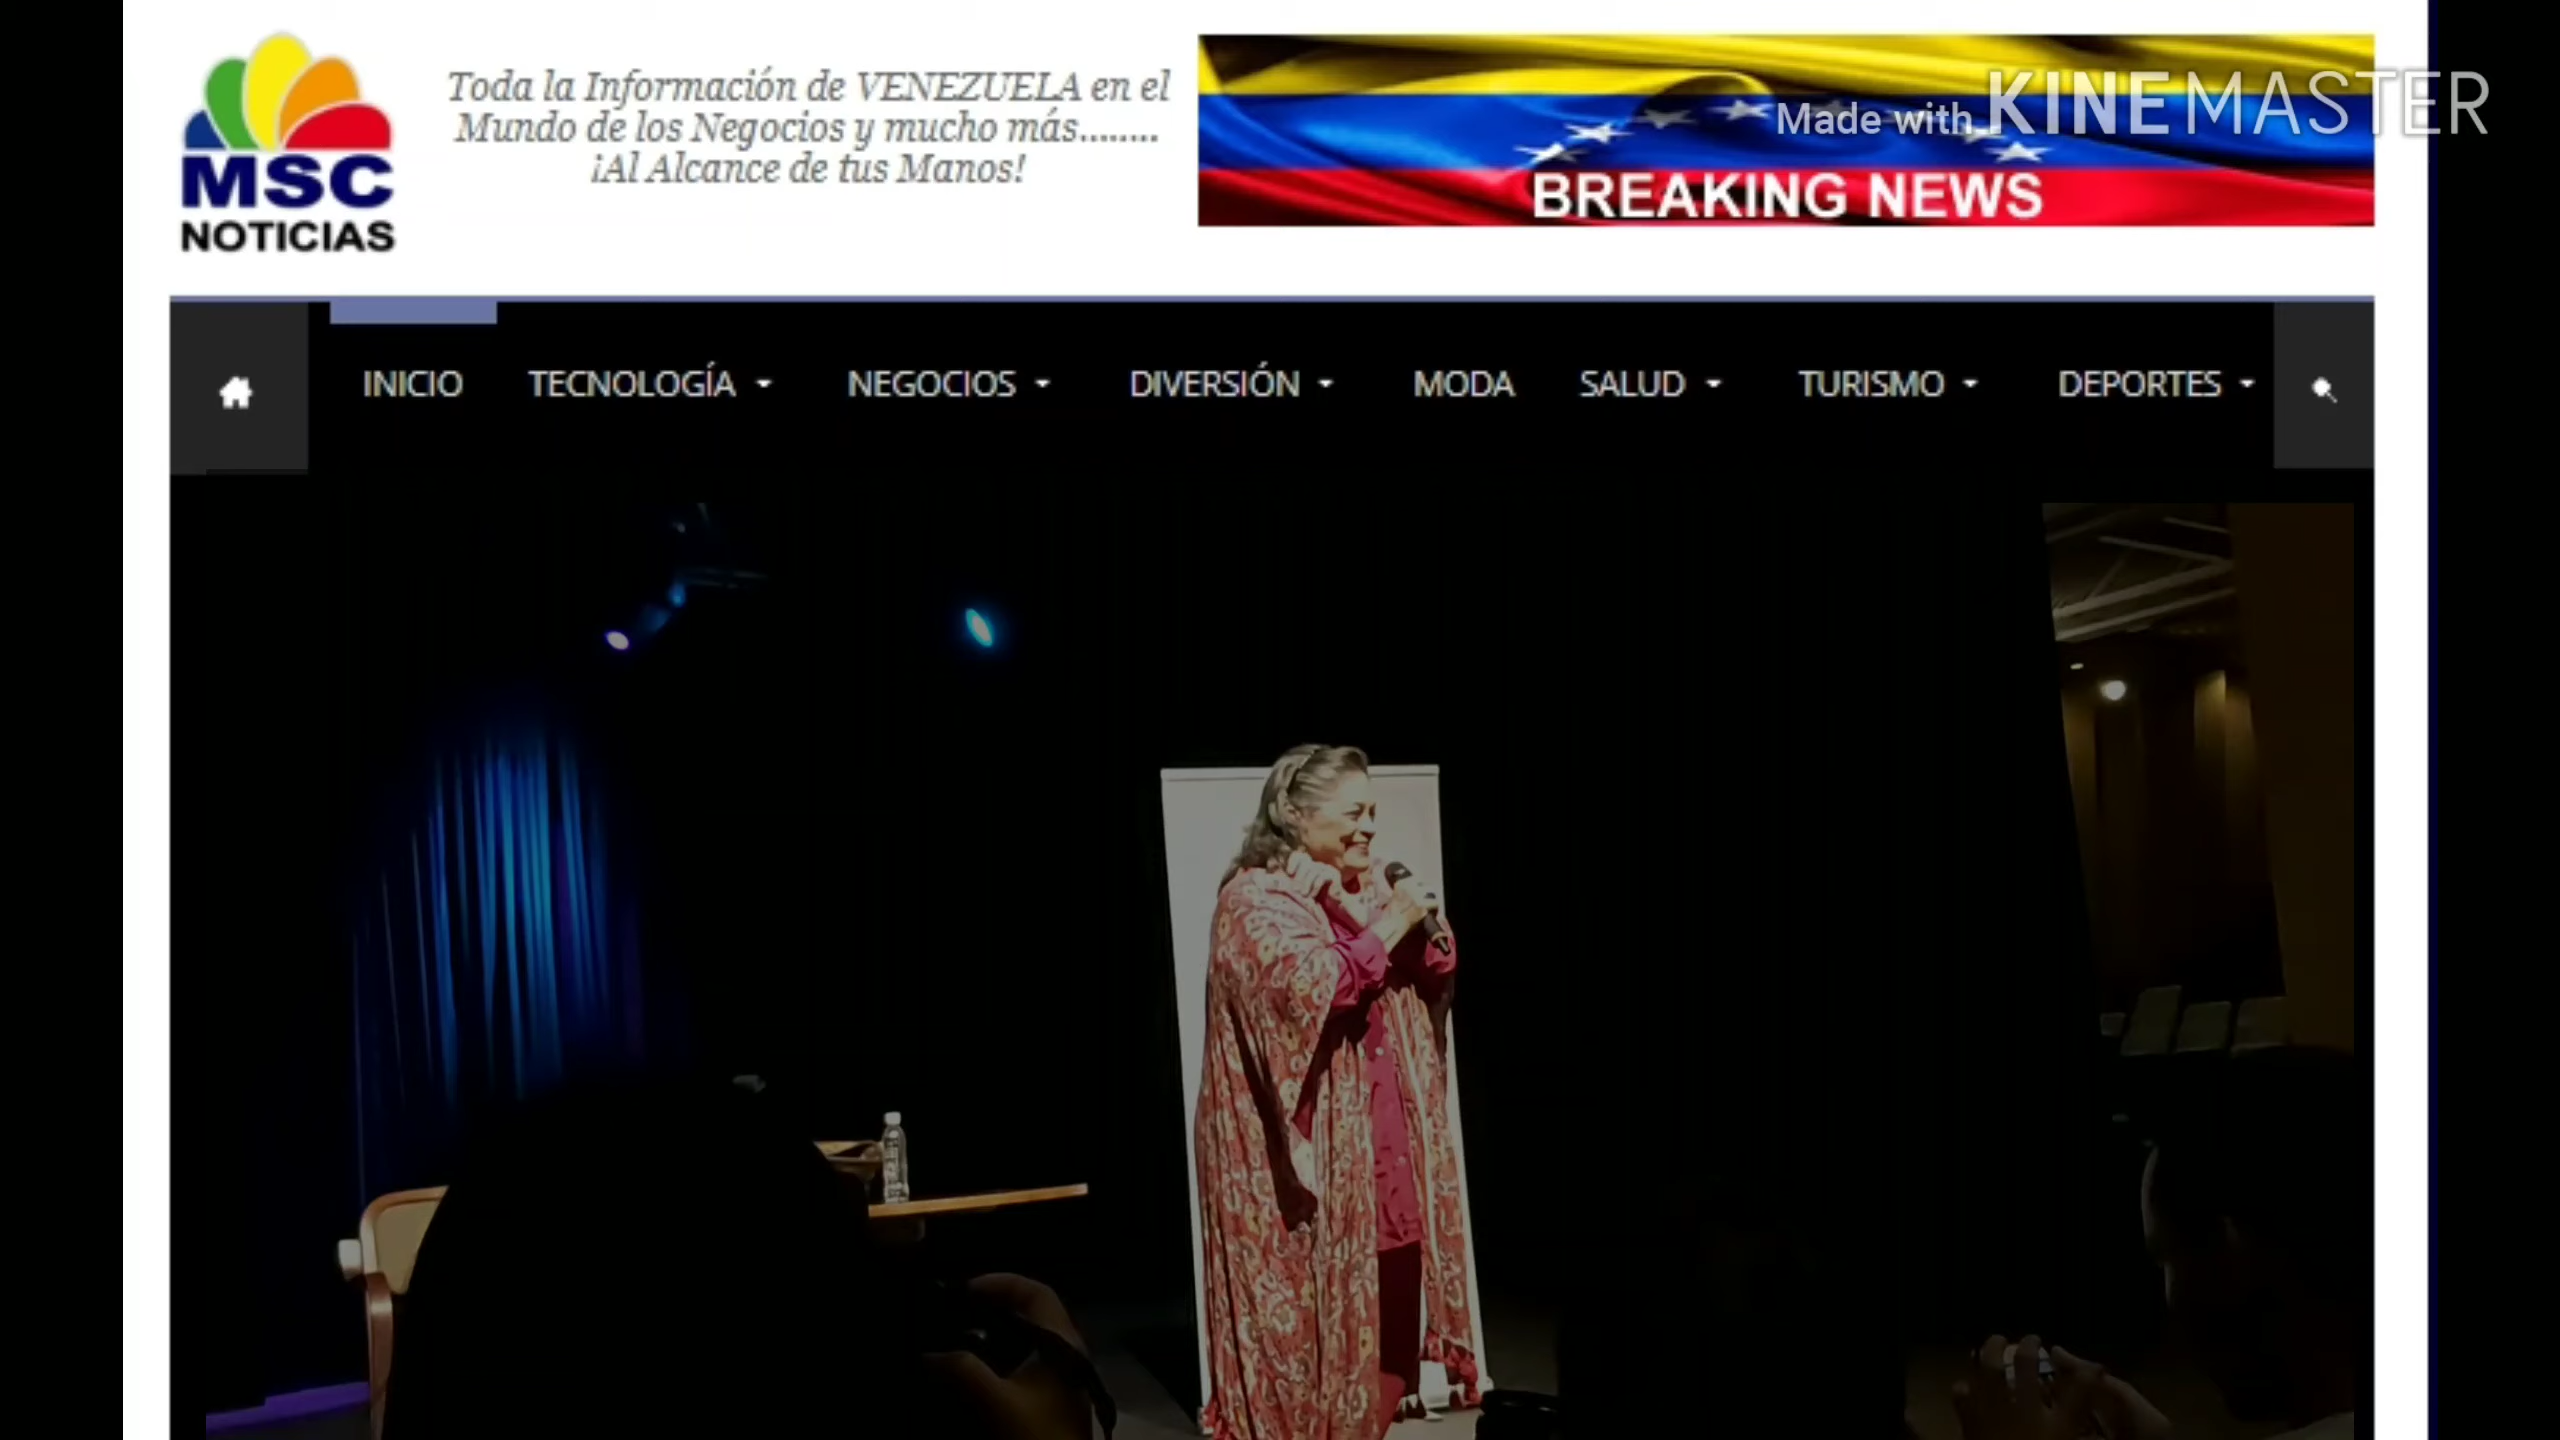 MSC
NOTICIAS
Toda la Información de VENEZUELA en el
Mundo de los Negocios y mucho más........
¡Al Alcance de tus Manos!
BREAKING NEWS
Made with KINEMASTER
INICIO TECNOLOGÍA NEGOCIOS DIVERSIÓN MODA SALUD TURISMO DEPORTES